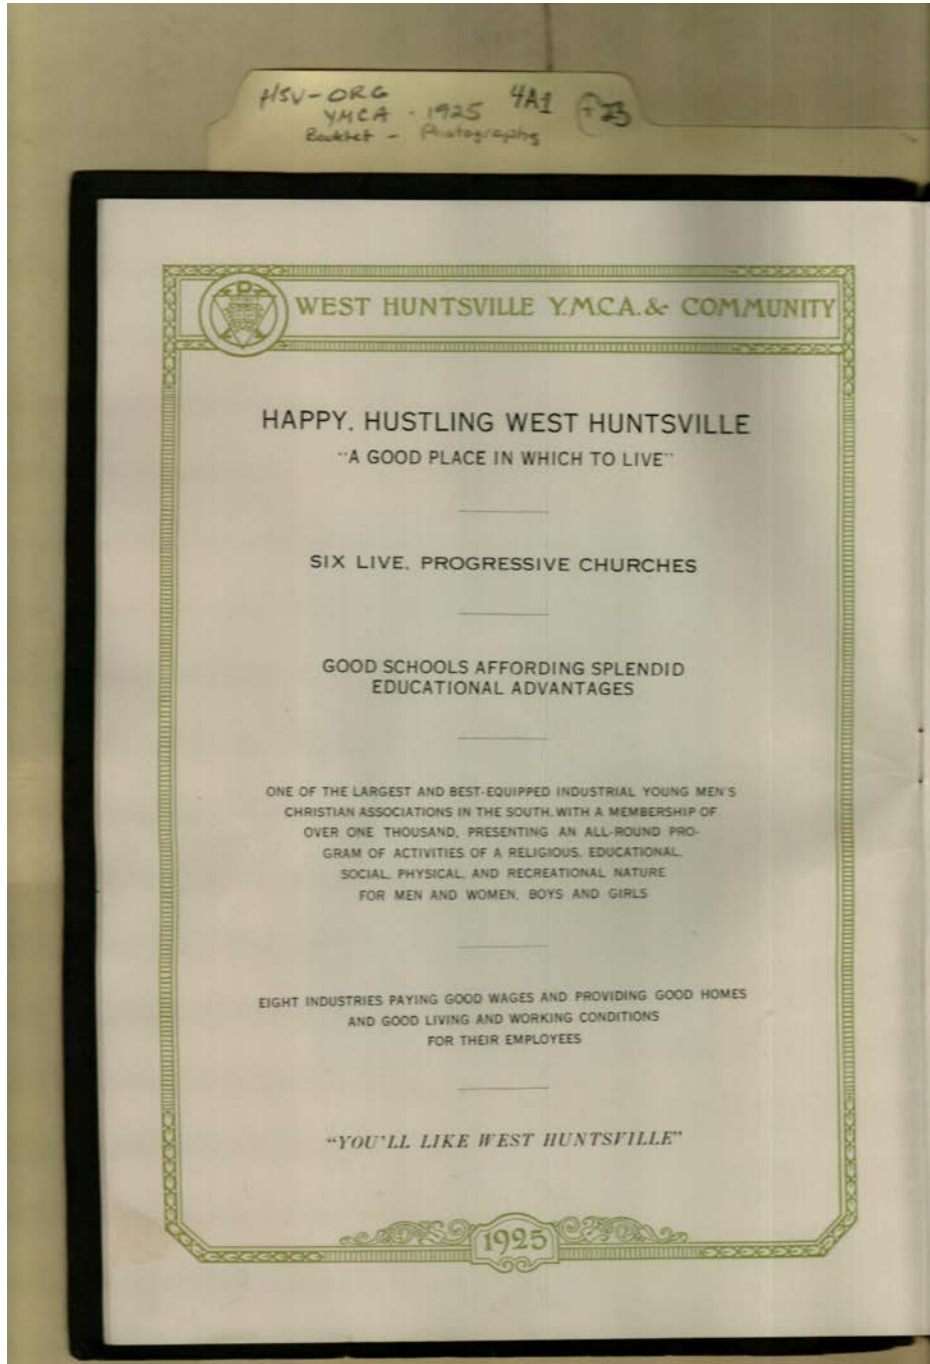 HSV-ORG 4A1
YMCA - 1925
Booklet - Photographs
WEST HUNTSVILLE Y.M.C.A. & COMMUNITY
HAPPY, HUSTLING WEST HUNTSVILLE
"A GOOD PLACE IN WHICH TO LIVE"
SIX LIVE, PROGRESSIVE CHURCHES
GOOD SCHOOLS AFFORDING SPLENDID
EDUCATIONAL ADVANTAGES
ONE OF THE LARGEST AND BEST-EQUIPPED INDUSTRIAL YOUNG MEN'S
CHRISTIAN ASSOCIATIONS IN THE SOUTH, WITH A MEMBERSHIP OF
OVER ONE THOUSAND, PRESENTING AN ALL-ROUND PRO-
GRAM OF ACTIVITIES OF A RELIGIOUS, EDUCATIONAL,
SOCIAL, PHYSICAL, AND RECREATIONAL NATURE
FOR MEN AND WOMEN, BOYS AND GIRLS
EIGHT INDUSTRIES PAYING GOOD WAGES AND PROVIDING GOOD HOMES
AND GOOD LIVING AND WORKING CONDITIONS
FOR THEIR EMPLOYEES
"YOU'LL LIKE WEST HUNTSVILLE"
1925